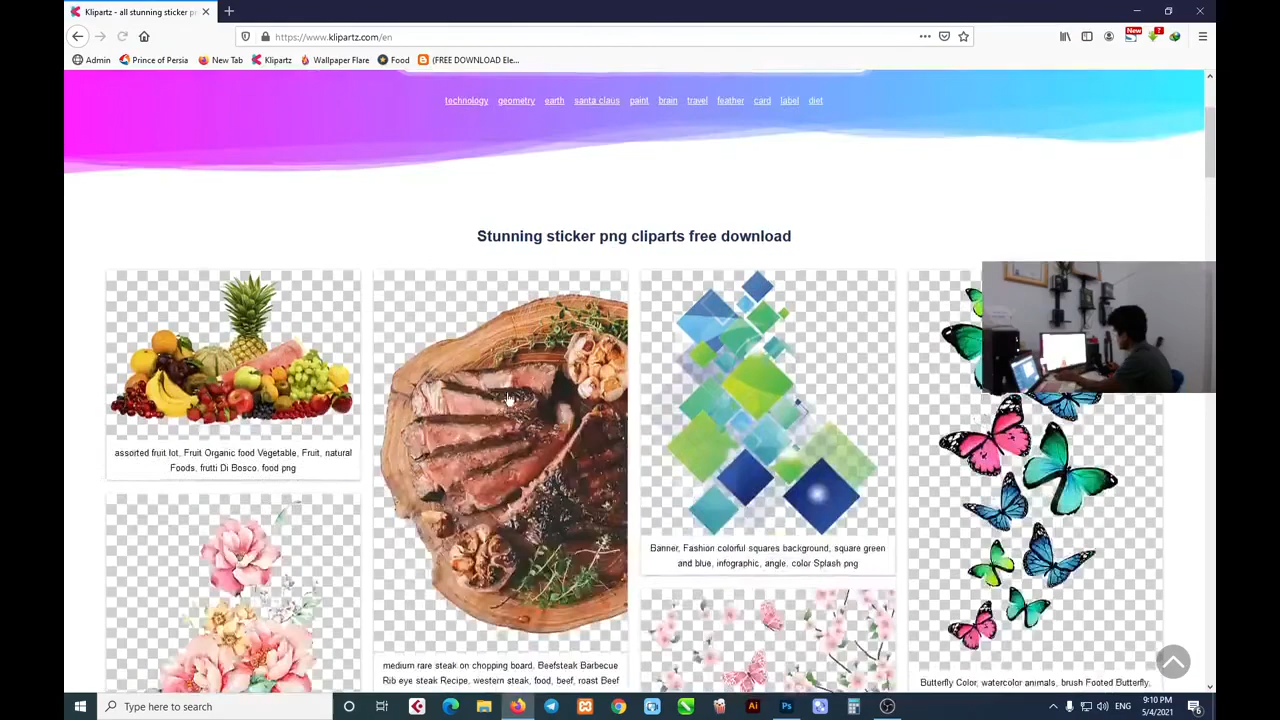 Klipartz - all stunning sticker p
https://www.klipartz.com/en
New
7
Admin
Prince of Persia
New Tab
Klipartz
Wallpaper Flare
Food
(FREE DOWNLOAD Ele...
technology geometry earth santa claus paint brain travel feather card label diet
Stunning sticker png cliparts free download
assorted fruit lot, Fruit Organic food Vegetable, Fruit, natural
Foods, frutti Di Bosco, food png
medium rare steak on chopping board, Beefsteak Barbecue
Rib eye steak Recipe, western steak, food, beef, roast Beef
Banner, Fashion colorful squares background, square green
and blue, infographic, angle, color Splash png
Butterfly Color, watercolor animals, brush Footed Butterfly,
Type here to search
Ai
Ps
ENG
9:10 PM
5/4/2021
6